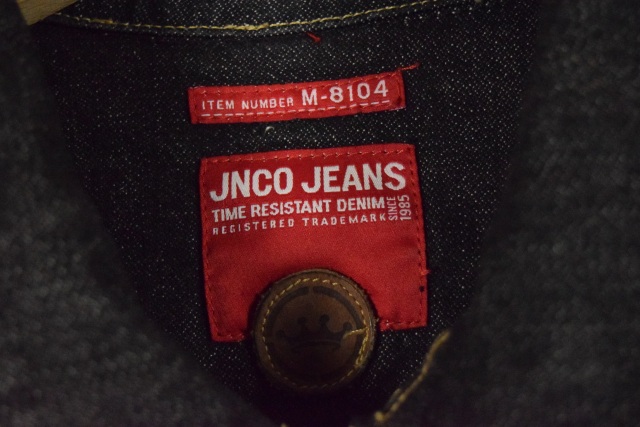 ITEM NUMBER M-8104
JNCO JEANS
TIME RESISTANT DENIM
REGISTERED TRADEMARK
SINCE
1985